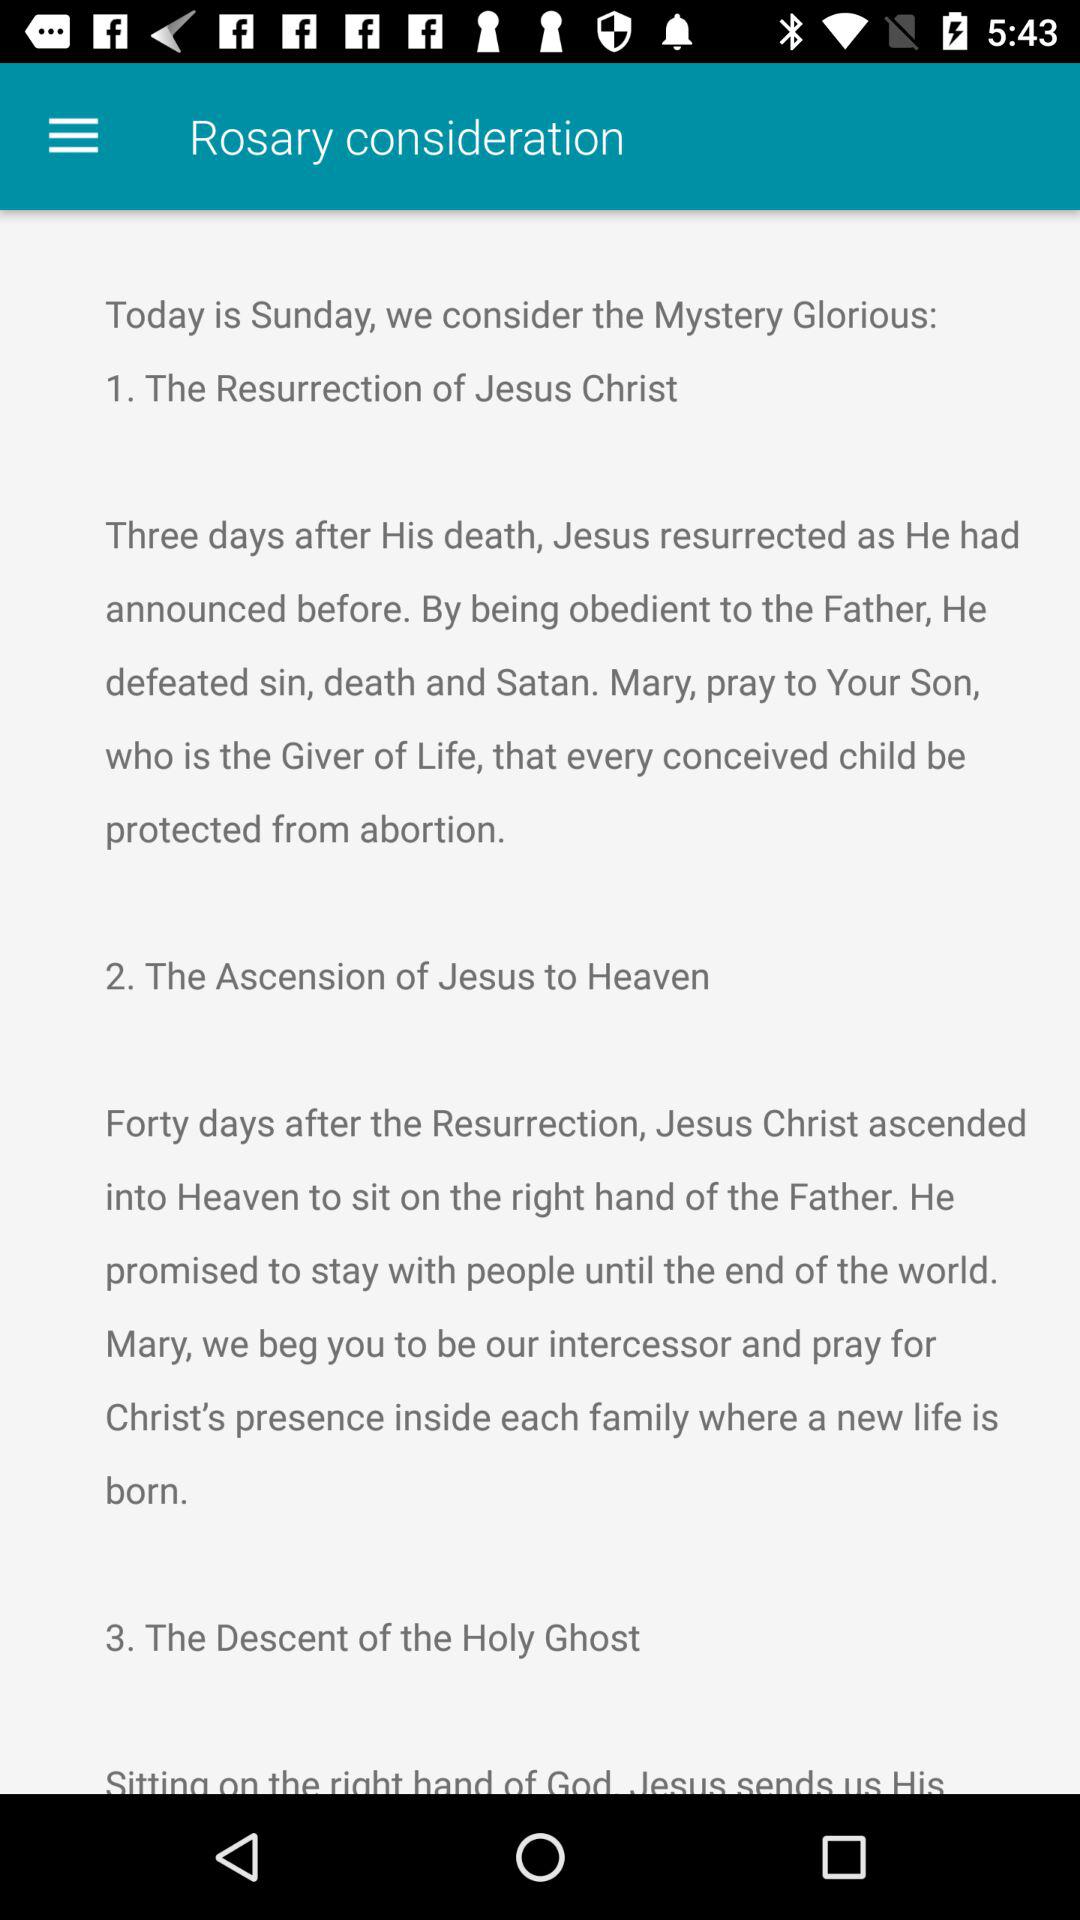 5:43
Rosary consideration
Today is Sunday, we consider the Mystery Glorious:
1. The Resurrection of Jesus Christ
Three days after His death, Jesus resurrected as He had
announced before. By being obedient to the Father, He
defeated sin, death and Satan. Mary, pray to Your Son,
who is the Giver of Life, that every conceived child be
protected from abortion.
2. The Ascension of Jesus to Heaven
Forty days after the Resurrection, Jesus Christ ascended
into Heaven to sit on the right hand of the Father. He
promised to stay with people until the end of the world.
Mary, we beg you to be our intercessor and pray for
Christ’s presence inside each family where a new life is
born.
3. The Descent of the Holy Ghost
Sitting on the right hand of God, Jesus sends us His